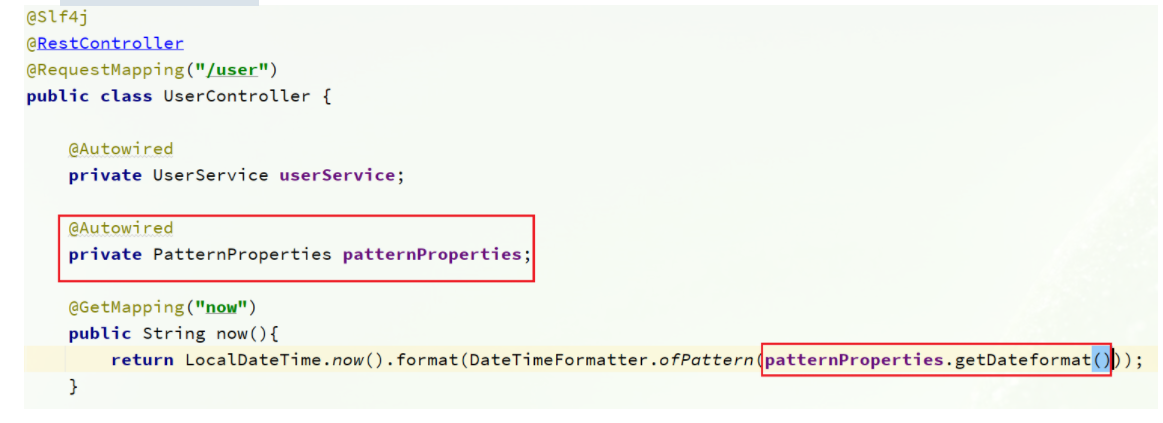 @Slf4j
@RestController
@RequestMapping("/user")
public class UserController {
@Autowired
private UserService userService;
@Autowired
private PatternProperties patternProperties;
@GetMapping("now")
public String now(){
return LocalDateTime.now().format(DateTimeFormatter.ofPattern(patternProperties.getDateformat()));
}